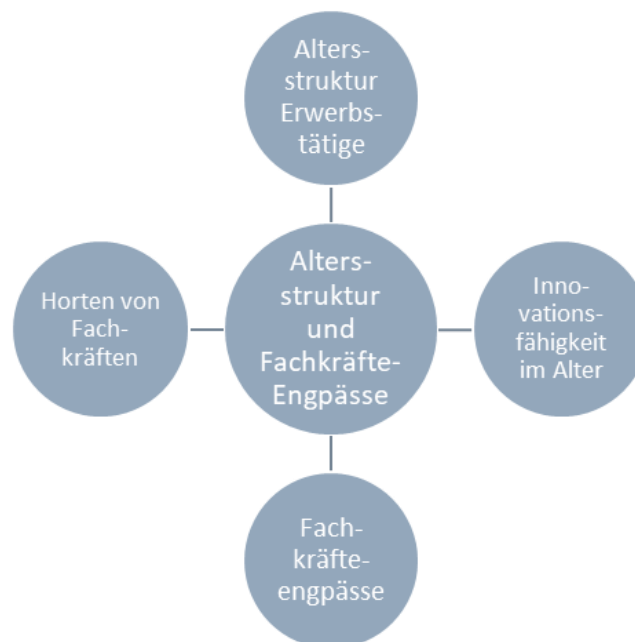 Alters-
struktur
Erwerbs-
tätige
Horten von
Fach-
kräften
Alters-
struktur
und
Fachkräfte-
Engpässe
Inno-
vations-
fähigkeit
im Alter
Fach-
kräfte-
engpässe